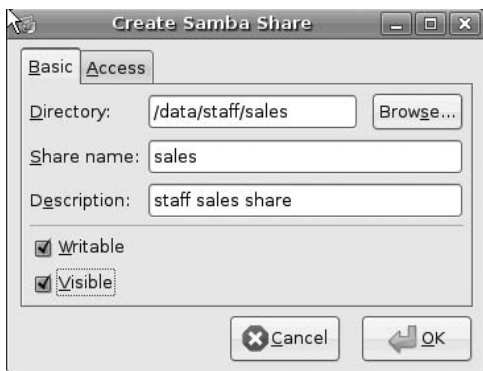 Create Samba Share
Basic Access
Directory: /data/staff/sales Browse...
Share name: sales
Description: staff sales share
Writable
Visible
Cancel OK